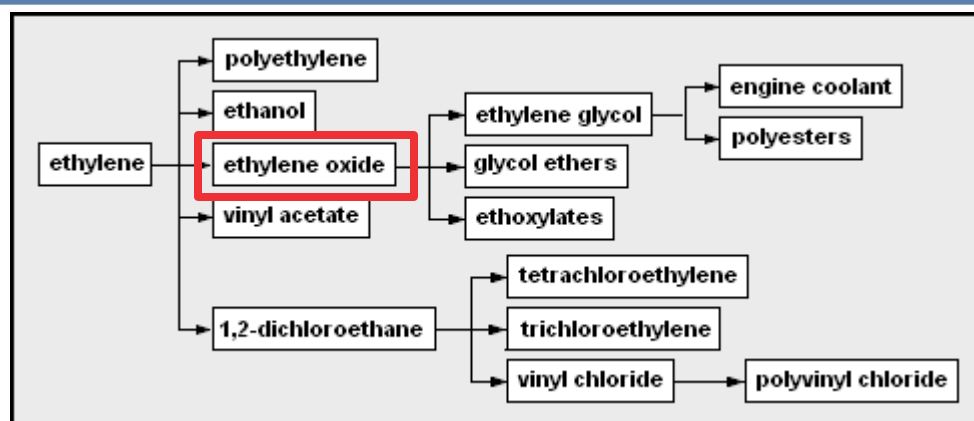 polyethylene
engine coolant
ethanol
ethylene glycol
polyesters
ethylene
ethylene oxide
glycol ethers
vinyl acetate
ethoxylates
tetrachloroethylene
1,2-dichloroethane
trichloroethylene
vinyl chloride
polyvinyl chloride